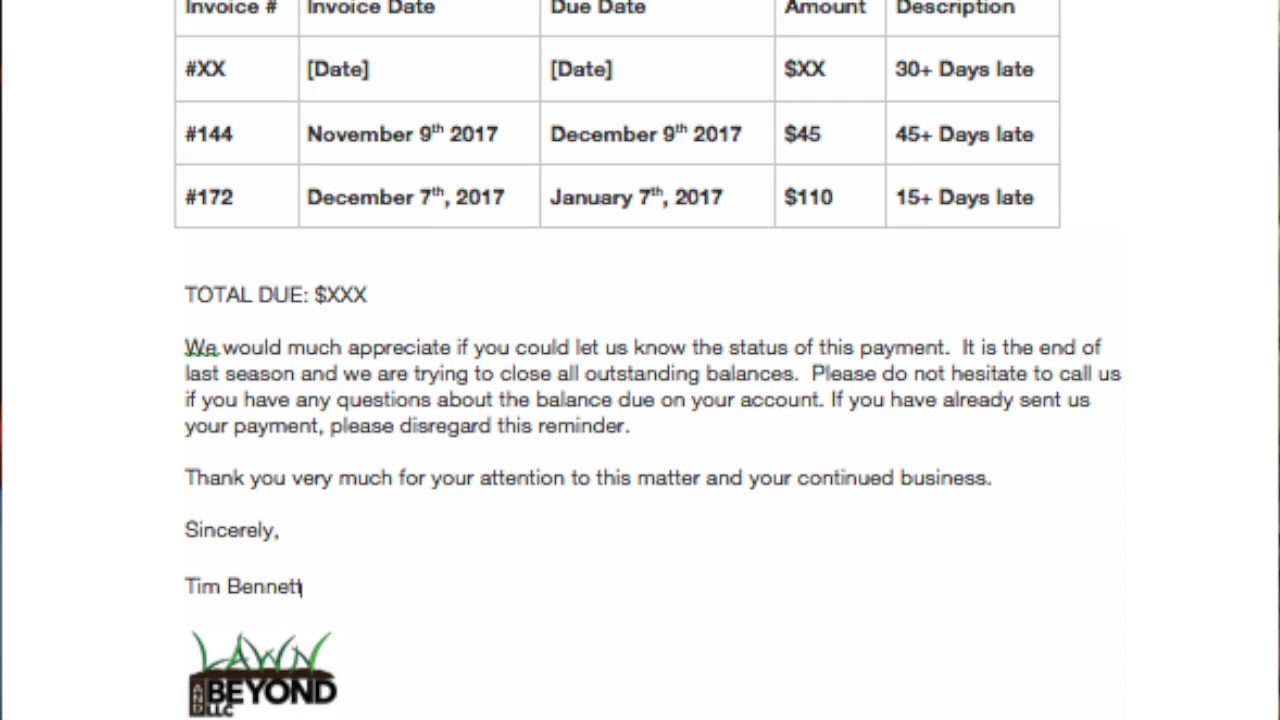 Invoice # Invoice Date Due Date Amount Description
#XX [Date] [Date] $XX 30+ Days late
#144 November 9th 2017 December 9th 2017 $45 45+ Days late
#172 December 7th, 2017 January 7th, 2017 $110 15+ Days late
TOTAL DUE: $XXX
We would much appreciate if you could let us know the status of this payment.  It is the end of
last season and we are trying to close all outstanding balances.  Please do not hesitate to call us
if you have any questions about the balance due on your account. If you have already sent us
your payment, please disregard this reminder.
Thank you very much for your attention to this matter and your continued business.
Sincerely,
Tim Bennett
LAWN
AND BEYOND
LLC